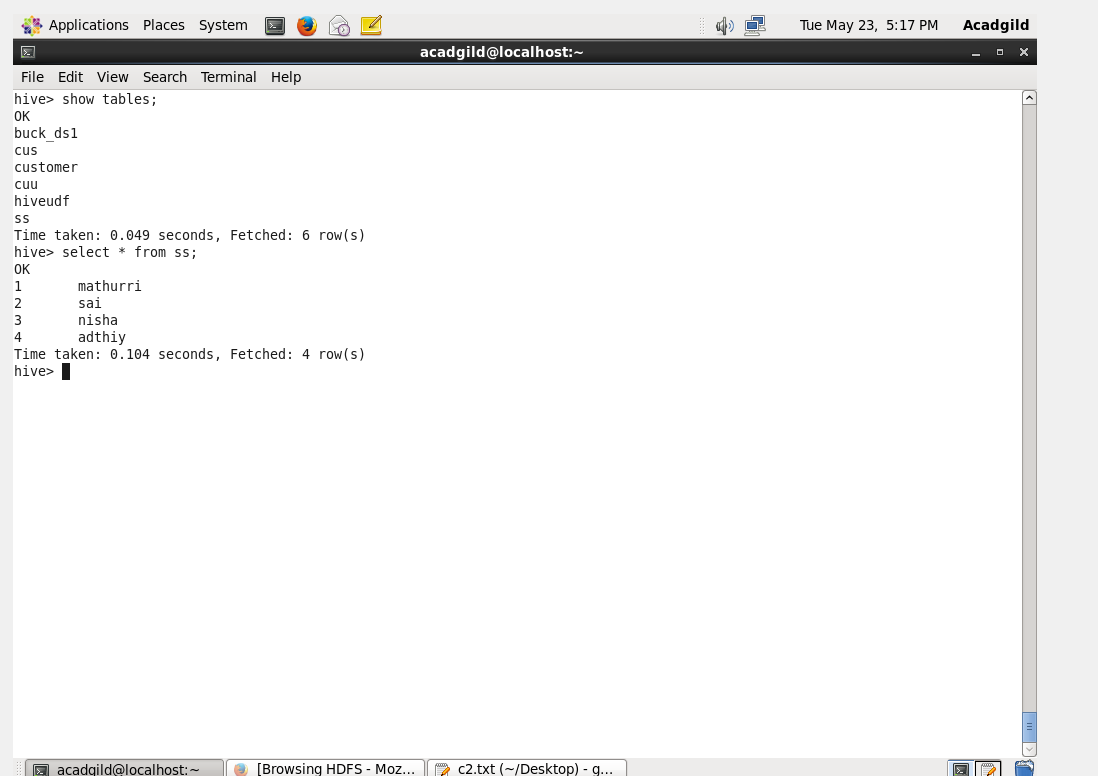 Applications Places System Tue May 23, 5:17 PM Acadgild
acadgild@localhost:~
File Edit View Search Terminal Help
hive> show tables;
OK
buck_ds1
cus
customer
cuu
hiveudf
ss
Time taken: 0.049 seconds, Fetched: 6 row(s)
hive> select * from ss;
OK
1 mathurri
2 sai
3 nisha
4 adthiy
Time taken: 0.104 seconds, Fetched: 4 row(s)
hive>
acadgild@localhost:~ [Browsing HDFS - Moz... c2.txt (~/Desktop) - g...